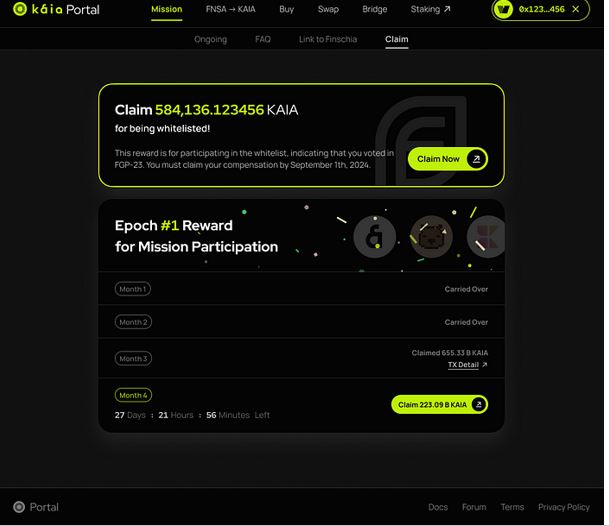 kaia Portal
Mission
FNSA → KAIA
Buy
Swap
Bridge
Staking ↗
0x123...456 ×
Ongoing
FAQ
Link to Finschia
Claim
Claim 584,136.123456 KAIA
for being whitelisted!
This reward is for participating in the whitelist, indicating that you voted in
FGP-23. You must claim your compensation by September 1th, 2024.
Claim Now ↗
Epoch #1 Reward
for Mission Participation
Month 1
Carried Over
Month 2
Carried Over
Month 3
Claimed 655.33 B KAIA
TX Detail ↗
Month 4
27 Days : 21 Hours : 56 Minutes Left
Claim 223.09 B KAIA ↗
Portal
Docs
Forum
Terms
Privacy Policy